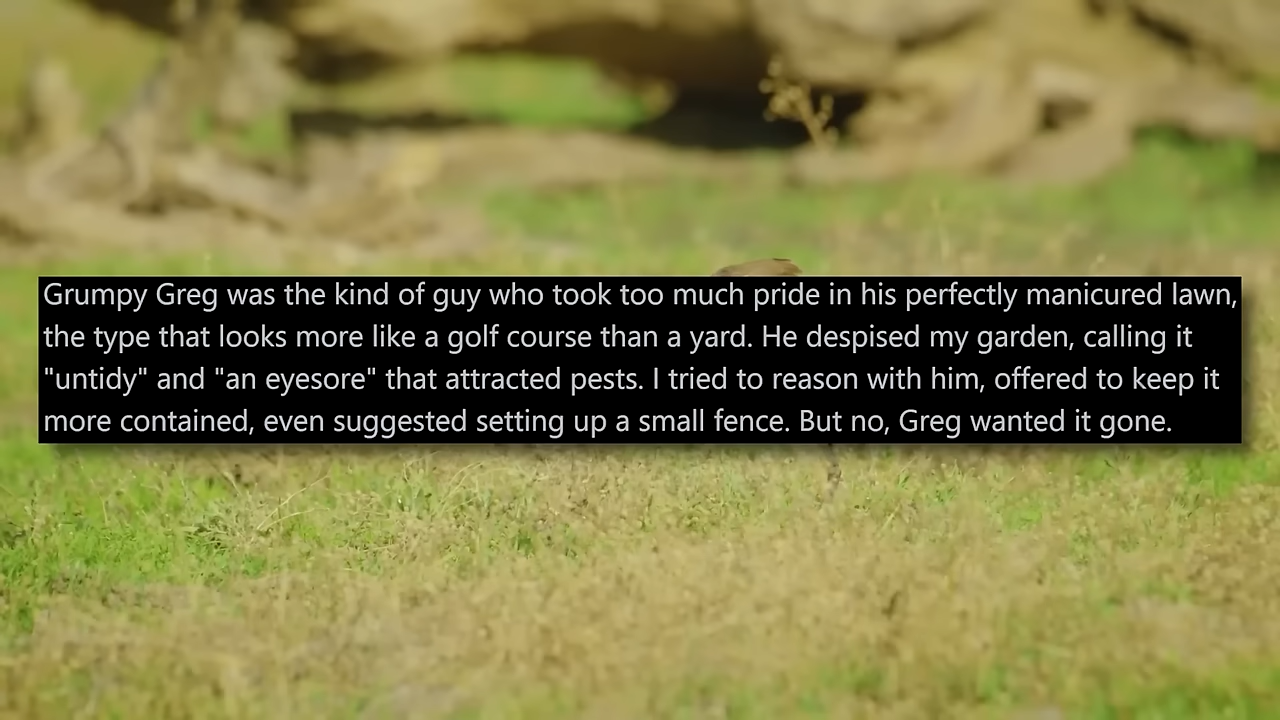 Grumpy Greg was the kind of guy who took too much pride in his perfectly manicured lawn,
the type that looks more like a golf course than a yard. He despised my garden, calling it
"untidy" and "an eyesore" that attracted pests. I tried to reason with him, offered to keep it
more contained, even suggested setting up a small fence. But no, Greg wanted it gone.